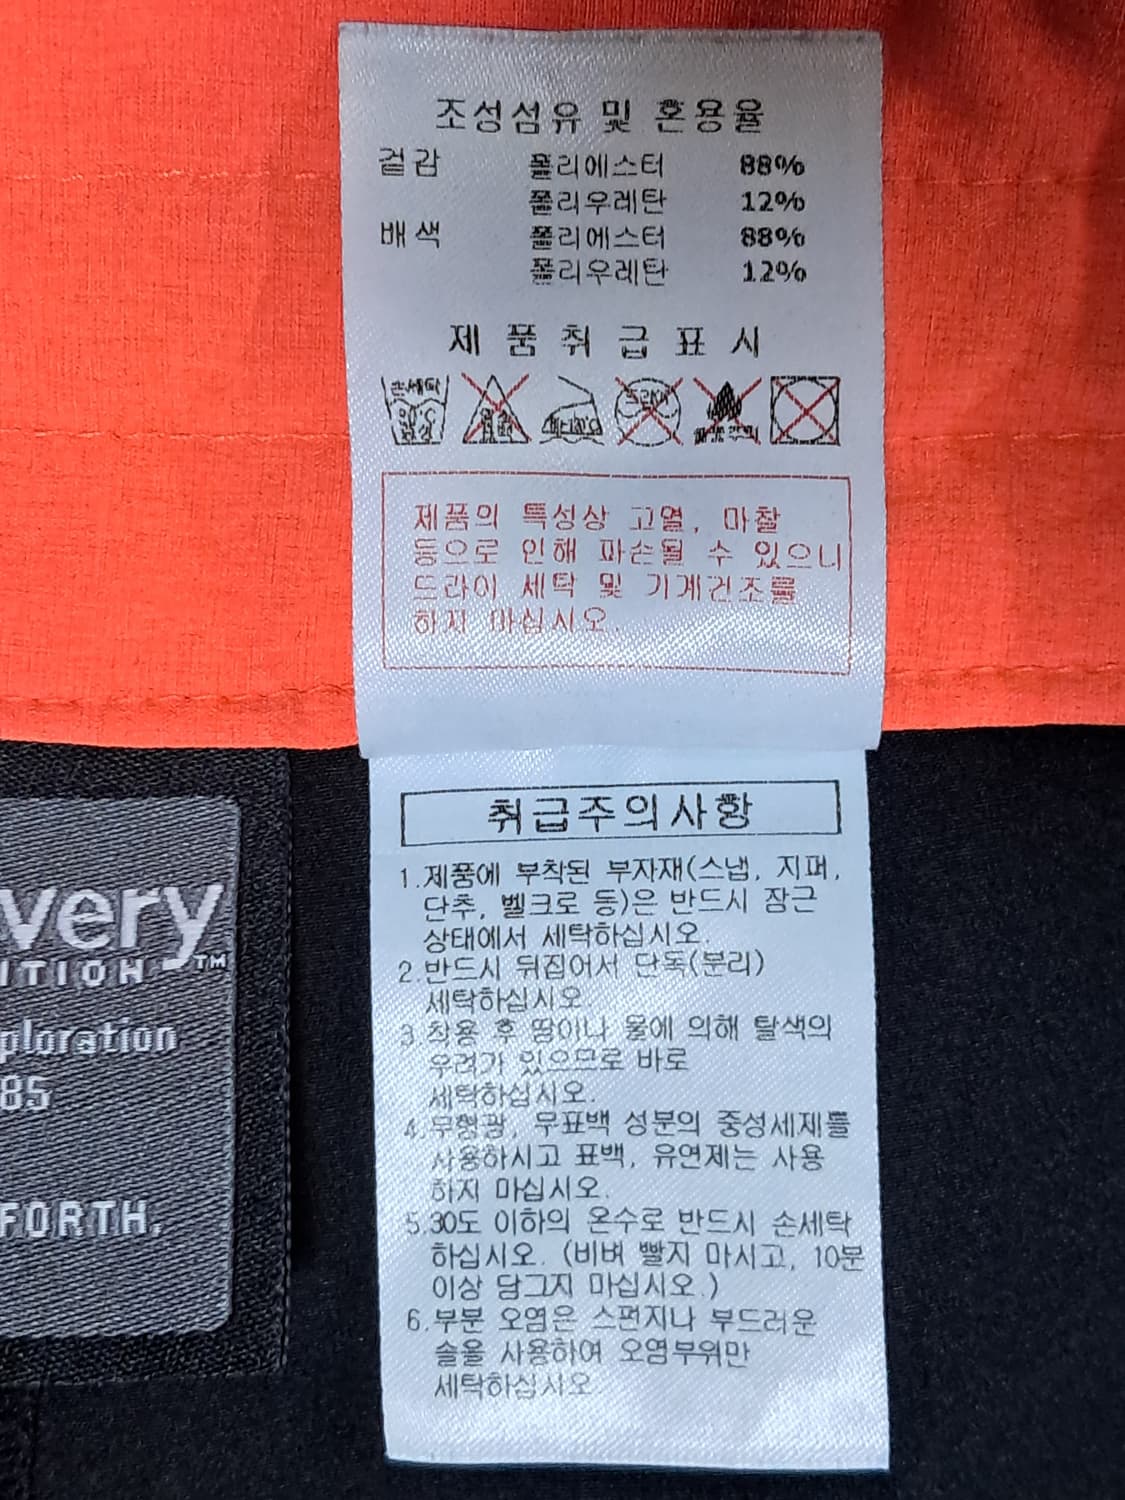 조성섬유 및 혼용율
겉감 폴리에스터 88%
폴리우레탄 12%
배색 폴리에스터 88%
폴리우레탄 12%
제 품 취 급 표 시
손세탁
제품의 특성상 고열, 마찰
등으로 인해 파손될 수 있으니
드라이 세탁 및 기계건조를
하지 마십시오.
취급주의사항
1.제품에 부착된 부자재(스냅, 지퍼,
단추, 벨크로 등)은 반드시 잠근
상태에서 세탁하십시오.
2.반드시 뒤집어서 단독(분리)
세탁하십시오.
3.착용 후 땀이나 물에 의해 탈색의
우려가 있으므로 바로
세탁하십시오.
4.무형광, 무표백 성분의 중성세제를
사용하시고 표백, 유연제는 사용
하지 마십시오.
5.30도 이하의 온수로 반드시 손세탁
하십시오. (비벼 빨지 마시고, 10분
이상 담그지 마십시오.)
6.부분 오염은 스펀지나 부드러운
솔을 사용하여 오염부위만
세탁하십시오
very
ITION™
ploration
85
FORTH.